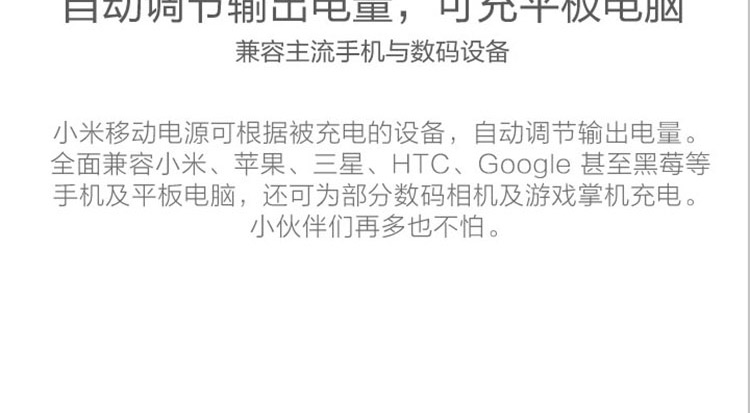 自动调节输出电量，可充平板电脑
兼容主流手机与数码设备
小米移动电源可根据被充电的设备，自动调节输出电量。
全面兼容小米、苹果、三星、HTC、Google 甚至黑莓等
手机及平板电脑，还可为部分数码相机及游戏掌机充电。
小伙伴们再多也不怕。